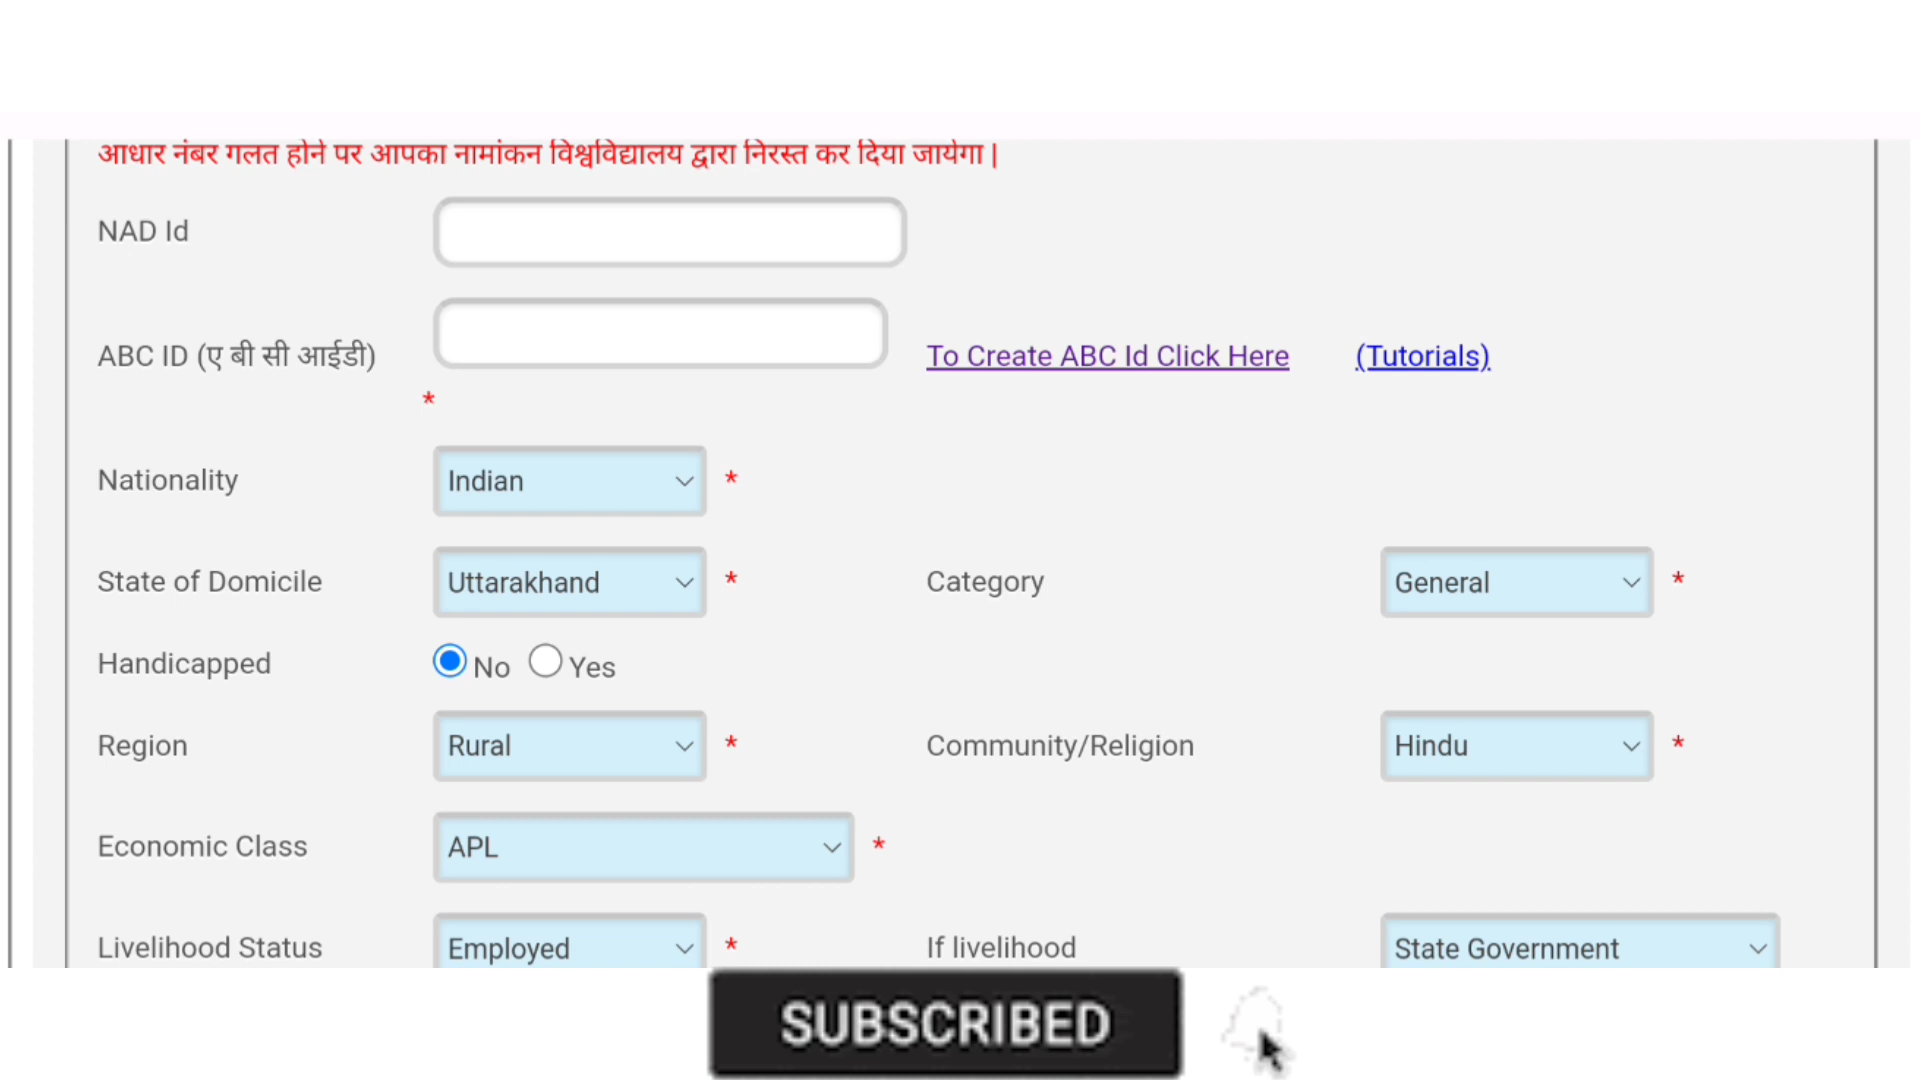 आधार नंबर गलत होने पर आपका नामांकन विश्वविद्यालय द्वारा निरस्त कर दिया जायेगा |
NAD Id
ABC ID (ए बी सी आईडी) To Create ABC Id Click Here (Tutorials)
*
Nationality Indian *
State of Domicile Uttarakhand * Category General *
Handicapped No Yes
Region Rural * Community/Religion Hindu *
Economic Class APL *
Livelihood Status Employed * If livelihood State Government
SUBSCRIBED